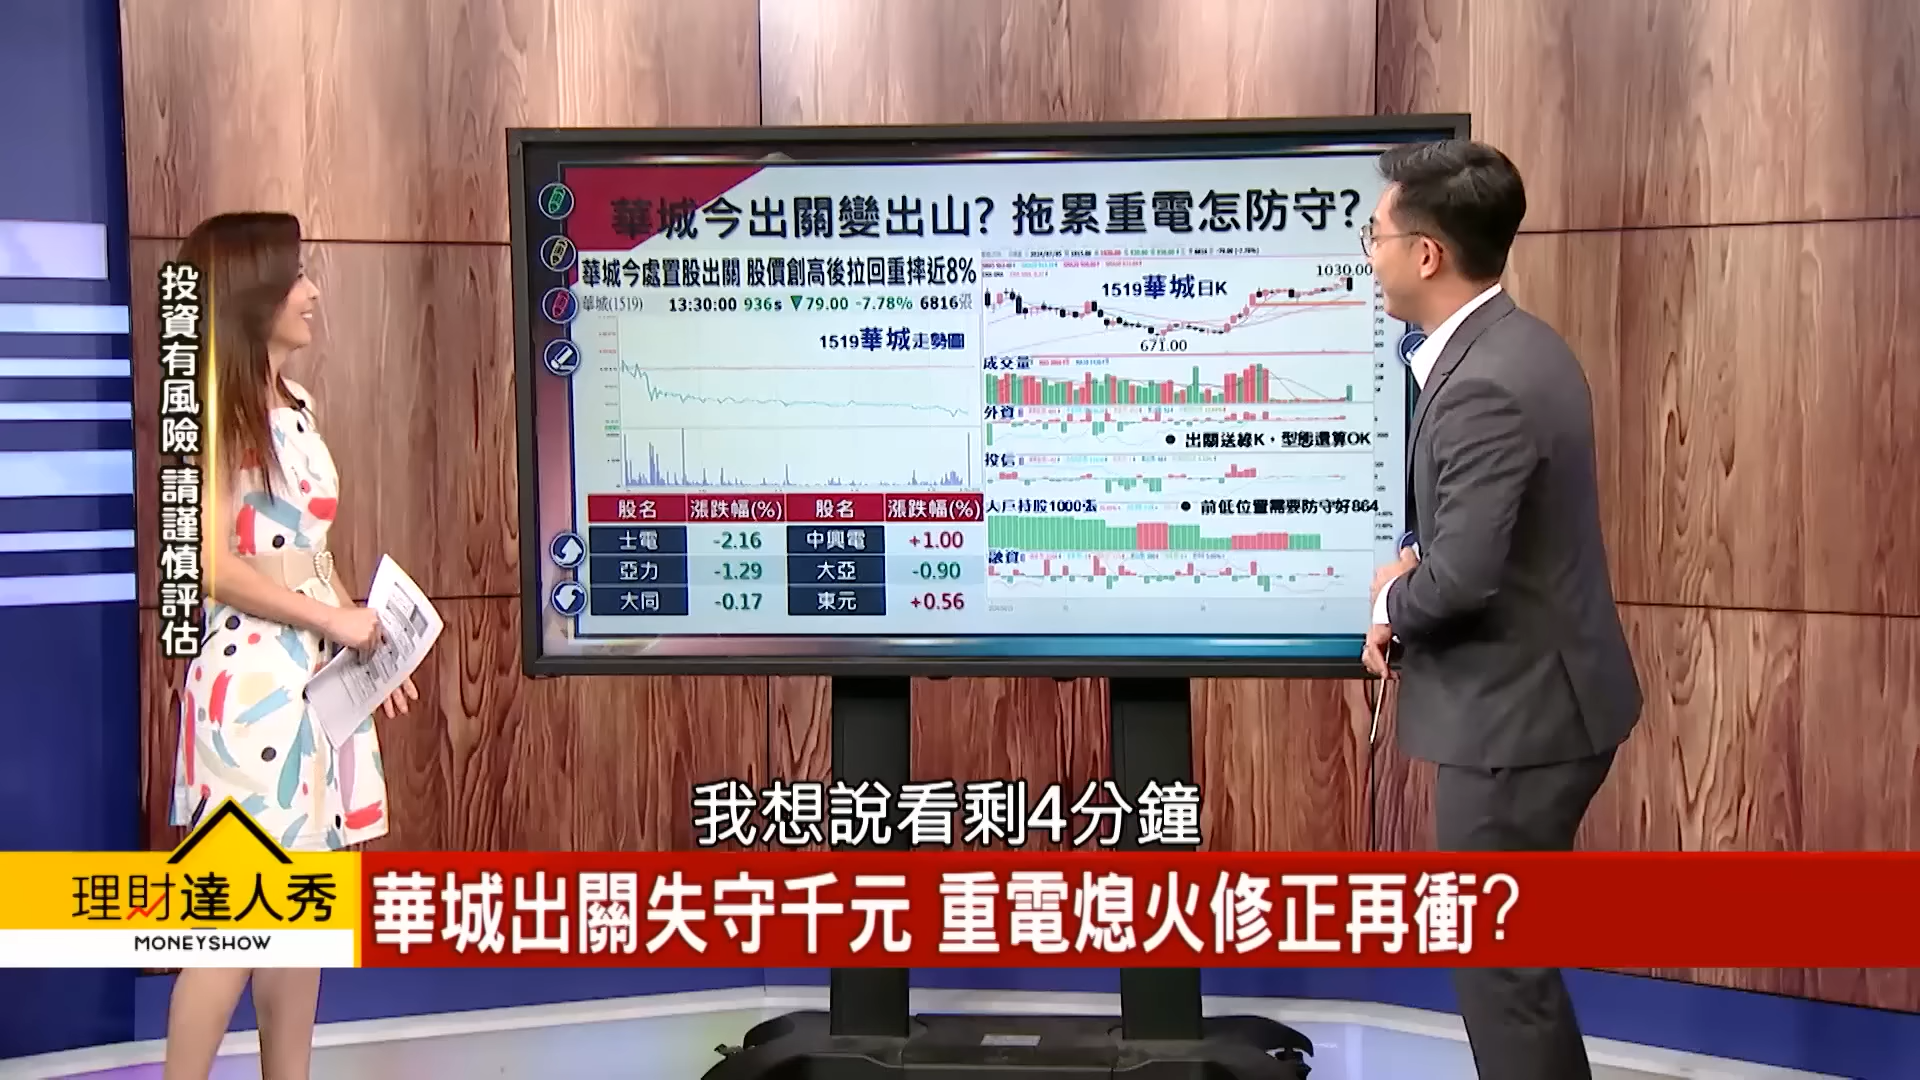 華城今出關變出山? 拖累重電怎防守?
華城今處置股出關 股價創高後拉回重摔近8%
華城(1519) 13:30:00 936s ▼79.00 -7.78% 6816張
1519華城走勢圖
1030.00
1519華城日K
671.00
成交量
外資
● 出關送綠K,型態還算OK
投信
大戶持股1000張
● 前低位置需要防守好864
融資
股名 漲跌幅(%) 股名 漲跌幅(%)
士電 -2.16 中興電 +1.00
亞力 -1.29 大亞 -0.90
大同 -0.17 東元 +0.56
投資有風險 請謹慎評估
我想說看剩4分鐘
理財達人秀
MONEYSHOW
華城出關失守千元 重電熄火修正再衝?